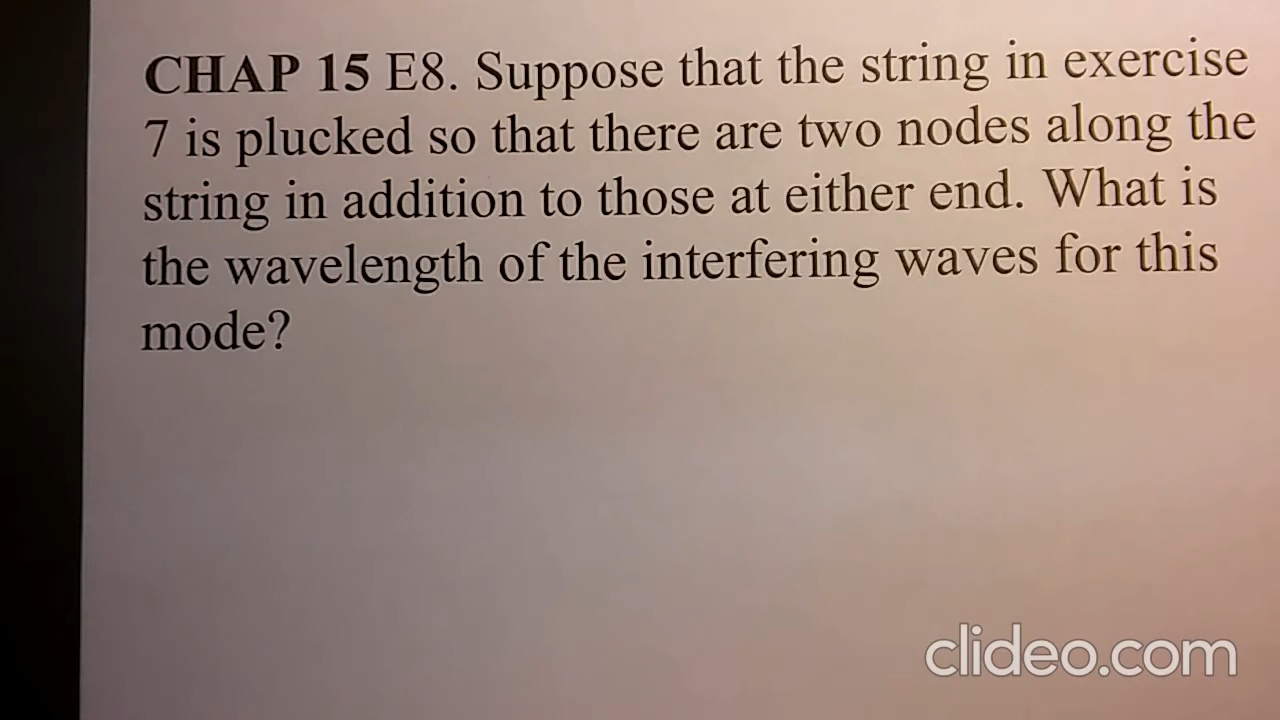 CHAP 15 E8. Suppose that the string in exercise
7 is plucked so that there are two nodes along the
string in addition to those at either end. What is
the wavelength of the interfering waves for this
mode?
clideo.com